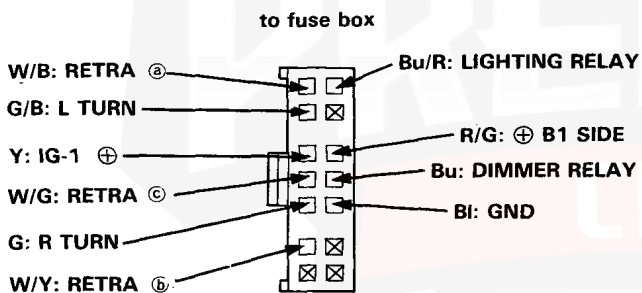 to fuse box
W/B: RETRA ⓐ
Bu/R: LIGHTING RELAY
G/B: L TURN
R/G: ⊕ B1 SIDE
Y: IG-1 ⊕
Bu: DIMMER RELAY
W/G: RETRA ⓒ
Bl: GND
G: R TURN
W/Y: RETRA ⓑ